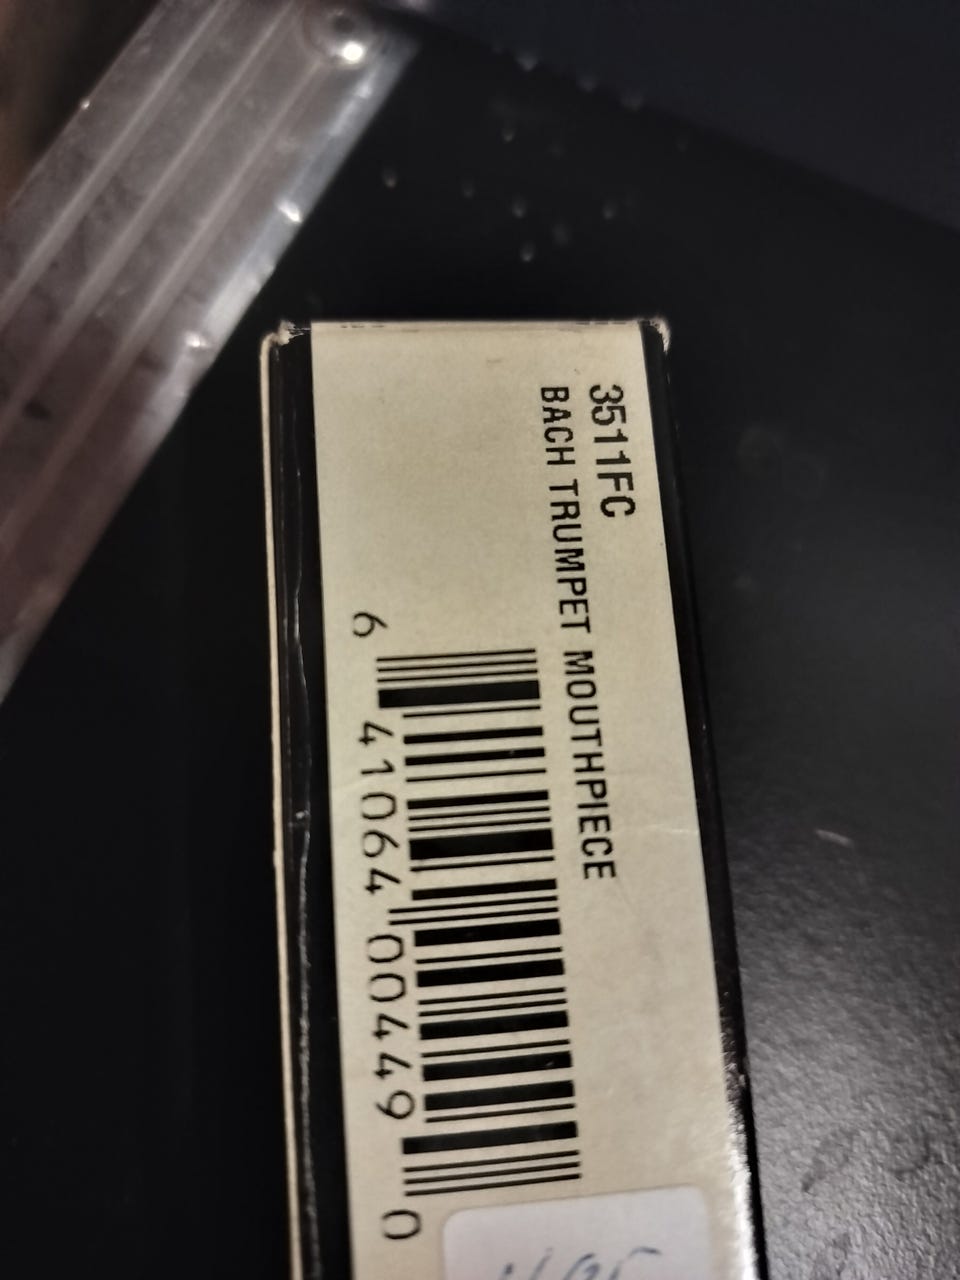 3511FC
BACH TRUMPET MOUTHPIECE
6 41064 00449 0